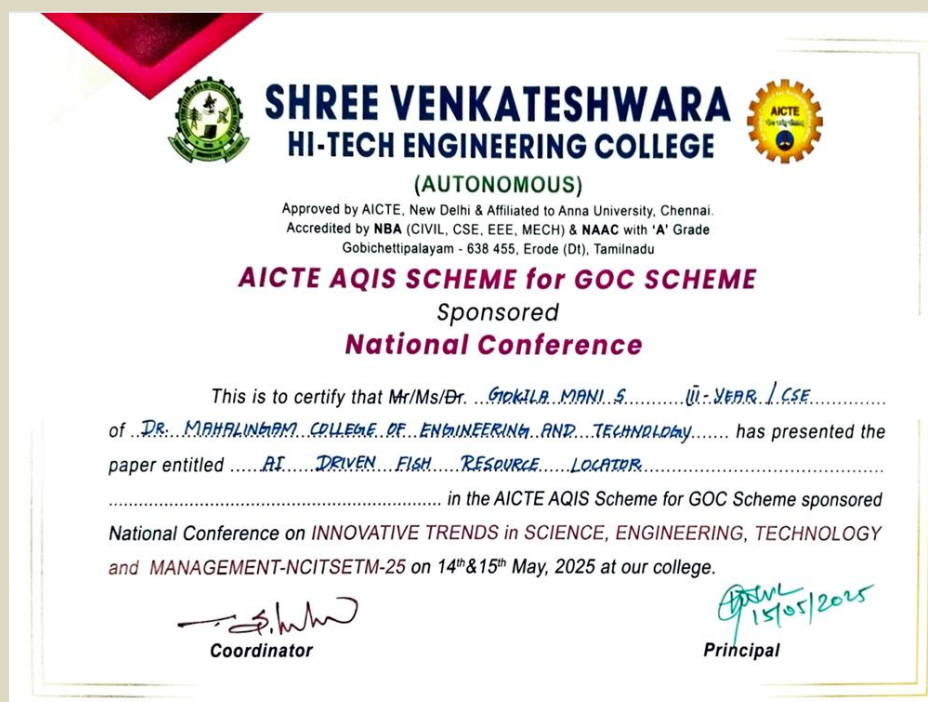 SHREE VENKATESHWARA
HI-TECH ENGINEERING COLLEGE
AICTE
(AUTONOMOUS)
Approved by AICTE, New Delhi & Affiliated to Anna University, Chennai.
Accredited by NBA (CIVIL, CSE, EEE, MECH) & NAAC with 'A' Grade
Gobichettipalayam - 638 455, Erode (Dt), Tamilnadu
AICTE AQIS SCHEME for GOC SCHEME
Sponsored
National Conference
This is to certify that Mr/Ms/Dr. GOKILA MANI S III-YEAR / CSE
of DR. MAHALINGAM COLLEGE OF ENGINEERING AND TECHNOLOGY has presented the
paper entitled AI DRIVEN FISH RESOURCE LOCATOR
in the AICTE AQIS Scheme for GOC Scheme sponsored
National Conference on INNOVATIVE TRENDS in SCIENCE, ENGINEERING, TECHNOLOGY
and MANAGEMENT-NCITSETM-25 on 14th&15th May, 2025 at our college.
15/05/2025
Coordinator
Principal